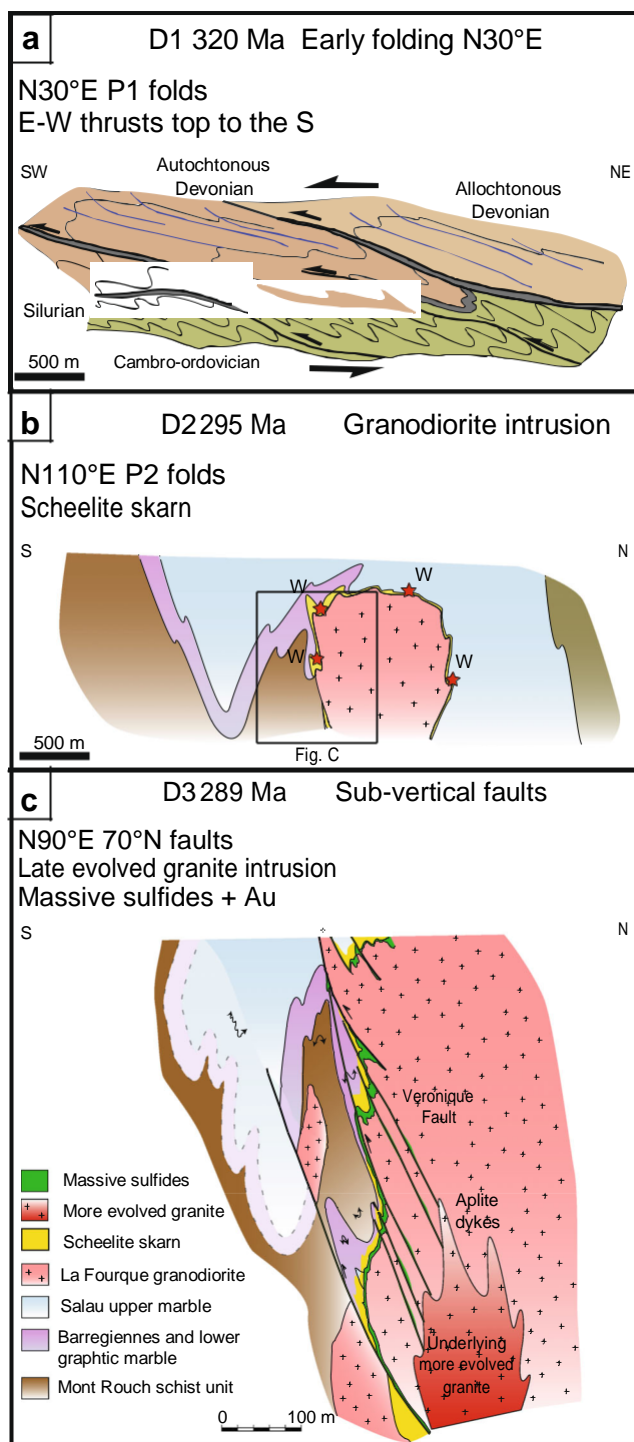 a
D1 320 Ma Early folding N30°E
N30°E P1 folds
E-W thrusts top to the S
SW
Autochtonous
Devonian
Allochtonous
Devonian
NE
Silurian
Cambro-ordovician
500 m
b
D2 295 Ma Granodiorite intrusion
N110°E P2 folds
Scheelite skarn
S
N
W
W
W
W
500 m
Fig. C
c
D3 289 Ma Sub-vertical faults
N90°E 70°N faults
Late evolved granite intrusion
Massive sulfides + Au
S
N
Veronique
Fault
Aplite
dykes
Underlying
more evolved
granite
Massive sulfides
More evolved granite
Scheelite skarn
La Fourque granodiorite
Salau upper marble
Barregiennes and lower
graphtic marble
Mont Rouch schist unit
0 100 m